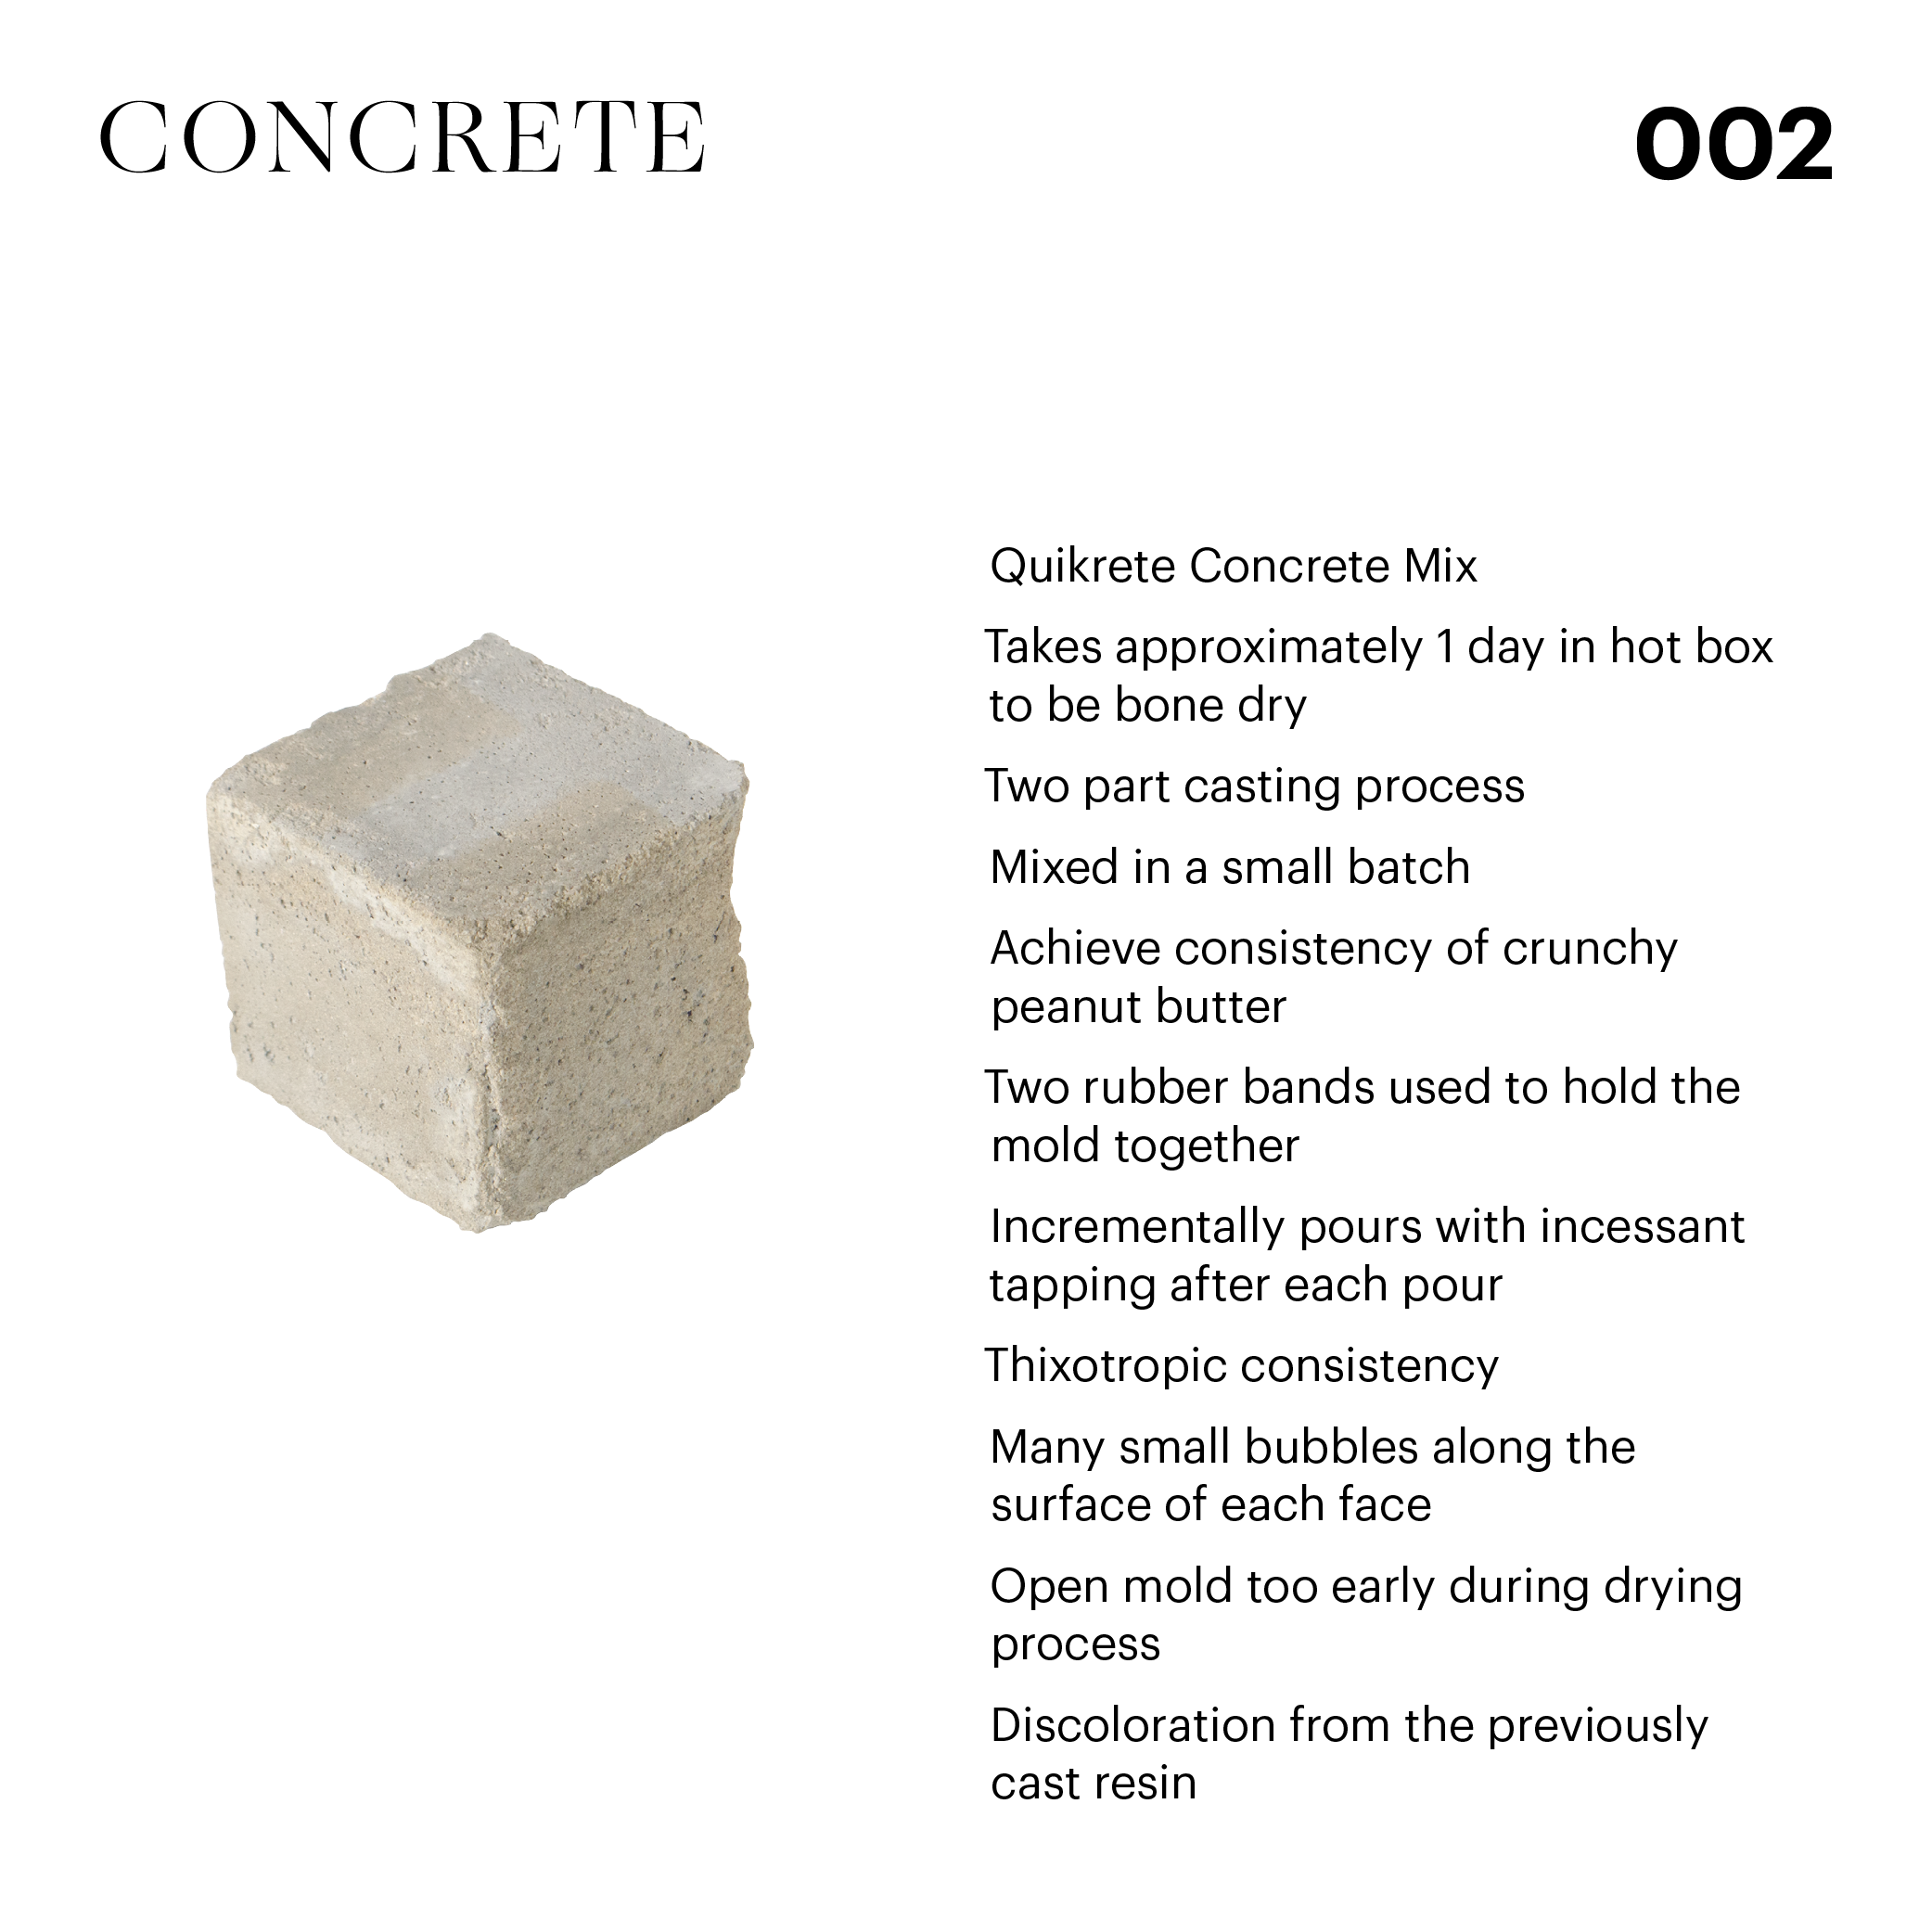 CONCRETE
002
Quikrete Concrete Mix
Takes approximately 1 day in hot box
to be bone dry
Two part casting process
Mixed in a small batch
Achieve consistency of crunchy
peanut butter
Two rubber bands used to hold the
mold together
Incrementally pours with incessant
tapping after each pour
Thixotropic consistency
Many small bubbles along the
surface of each face
Open mold too early during drying
process
Discoloration from the previously
cast resin